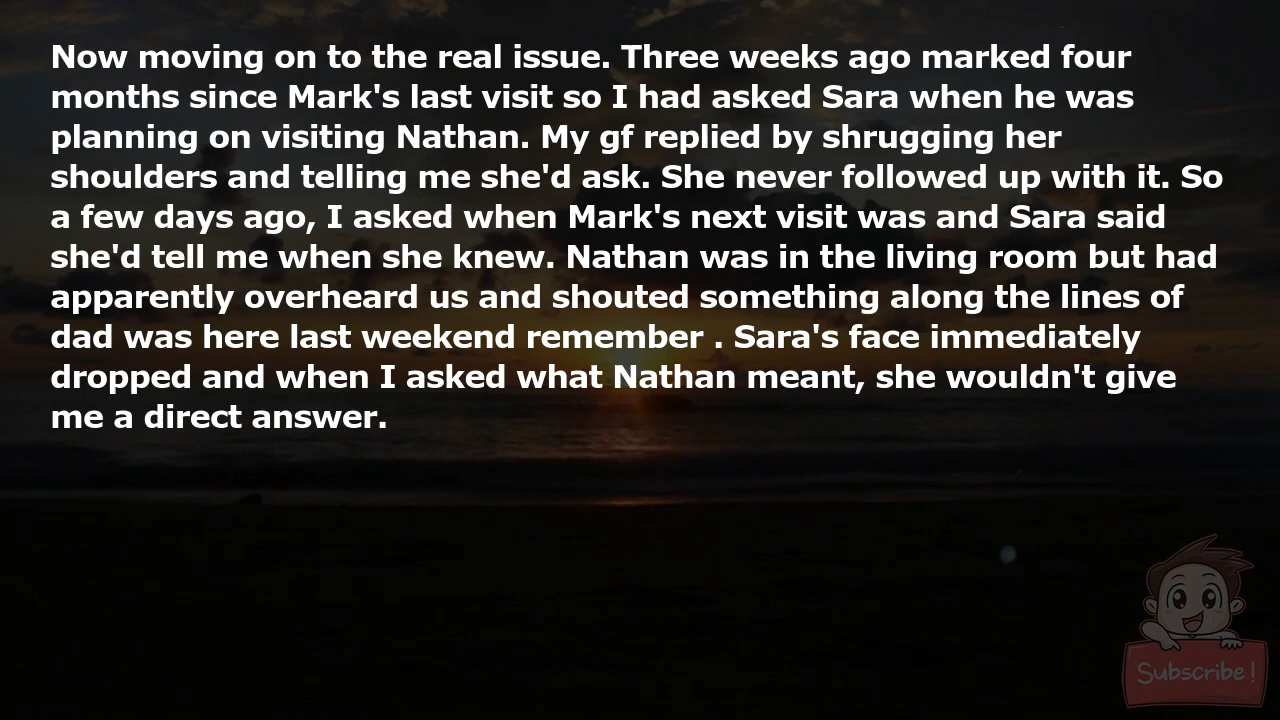 Now moving on to the real issue. Three weeks ago marked four
months since Mark's last visit so I had asked Sara when he was
planning on visiting Nathan. My gf replied by shrugging her
shoulders and telling me she'd ask. She never followed up with it. So
a few days ago, I asked when Mark's next visit was and Sara said
she'd tell me when she knew. Nathan was in the living room but had
apparently overheard us and shouted something along the lines of
dad was here last weekend remember . Sara's face immediately
dropped and when I asked what Nathan meant, she wouldn't give
me a direct answer.
Subscribe!